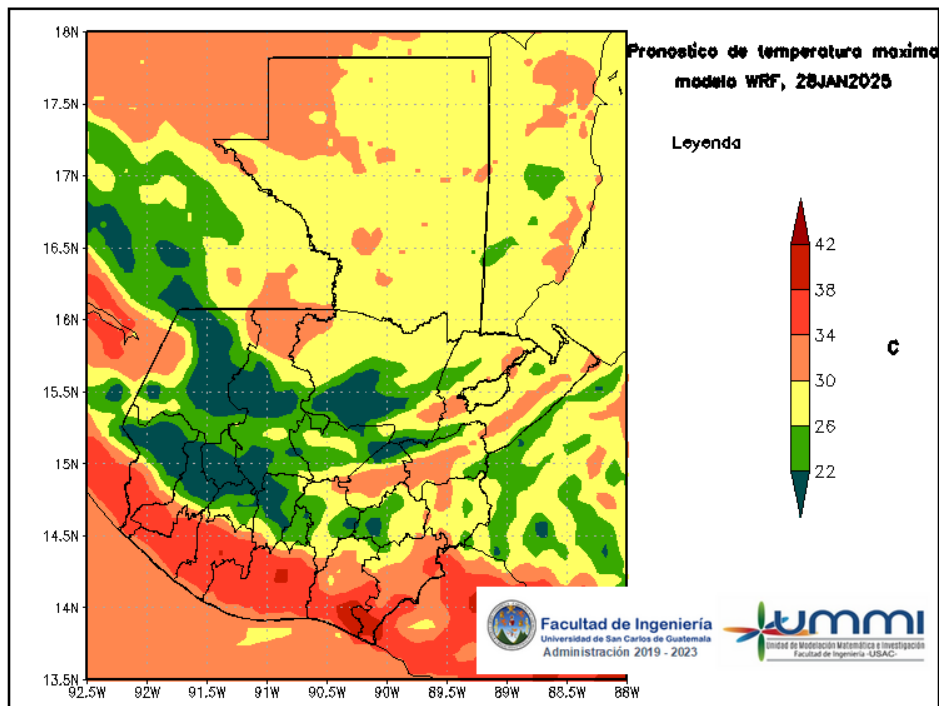 Pronostico de temperatura maxima
modelo WRF, 28JAN2025
Leyenda
42
38
34
30
26
22
C
18N
17.5N
17N
16.5N
16N
15.5N
15N
14.5N
14N
13.5N
92.5W 92W 91.5W 91W 90.5W 90W 89.5W 89W 88.5W 88W
Facultad de Ingeniería
Universidad de San Carlos de Guatemala
Administración 2019 - 2023
ummi
Unidad de Modelación Matemática e Investigación
Facultad de Ingeniería -USAC-